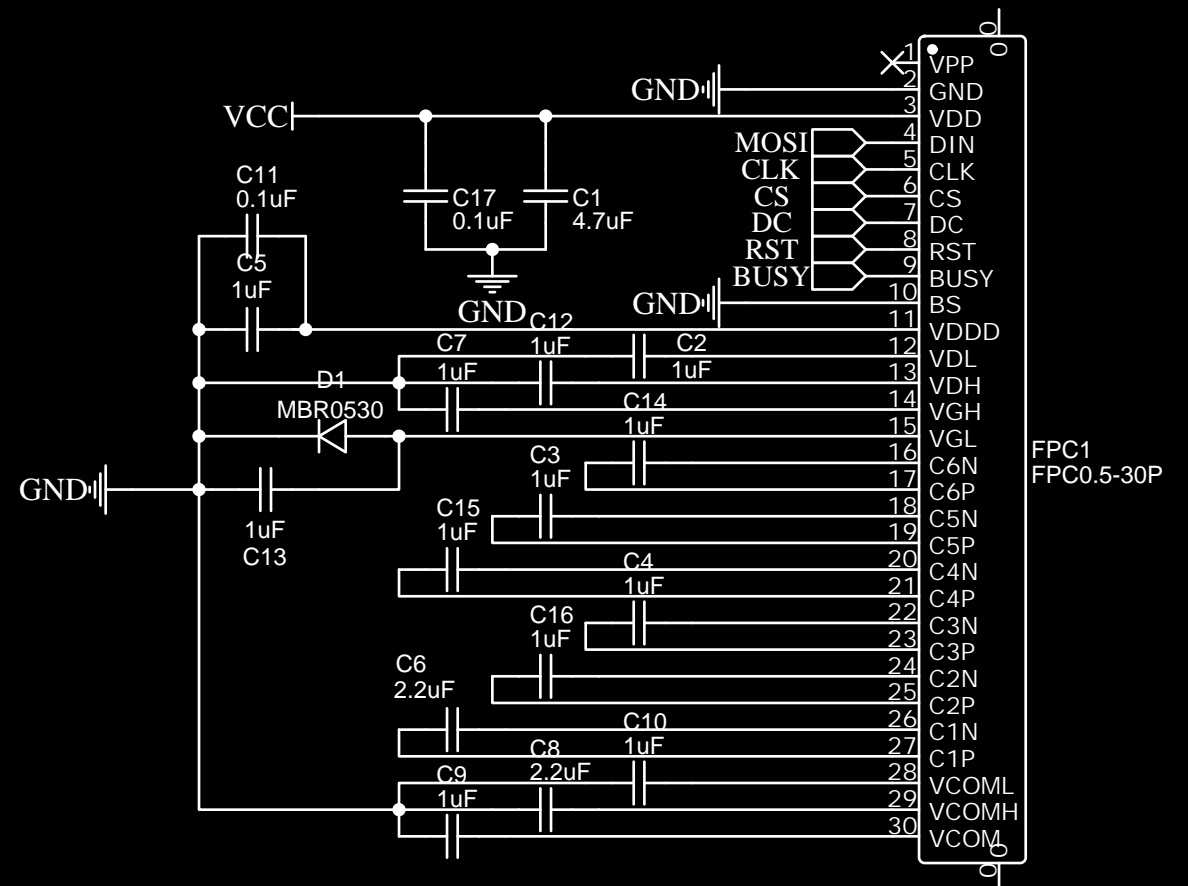 0
0
1
VPP
GND
2
GND
VCC
3
VDD
MOSI
4
DIN
CLK
5
CLK
CS
6
CS
DC
7
DC
RST
8
RST
BUSY
9
BUSY
C11
0.1uF
C17
0.1uF
C1
4.7uF
GND
C5
1uF
GND
10
BS
11
VDDD
C12
1uF
C7
1uF
C2
1uF
12
VDL
13
VDH
D1
MBR0530
14
VGH
C14
1uF
15
VGL
16
C6N
FPC1
FPC0.5-30P
C3
1uF
17
C6P
GND
1uF
C13
C15
1uF
18
C5N
19
C5P
20
C4N
C4
1uF
21
C4P
22
C3N
C16
1uF
23
C3P
24
C2N
C6
2.2uF
25
C2P
26
C1N
C10
1uF
27
C1P
C8
2.2uF
28
VCOML
C9
1uF
29
VCOMH
30
VCOM
0
0